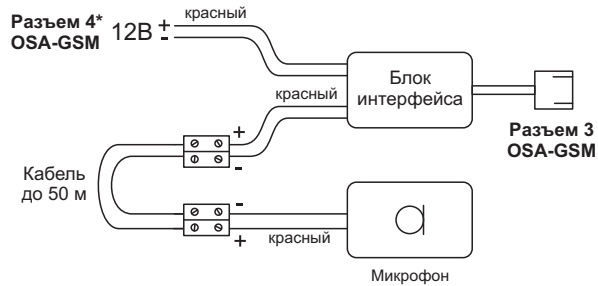 Разъем 4*
OSA-GSM
12В + -
красный
Блок
интерфейса
Разъем 3
OSA-GSM
красный
+
-
Кабель
до 50 м
-
+
красный
Микрофон